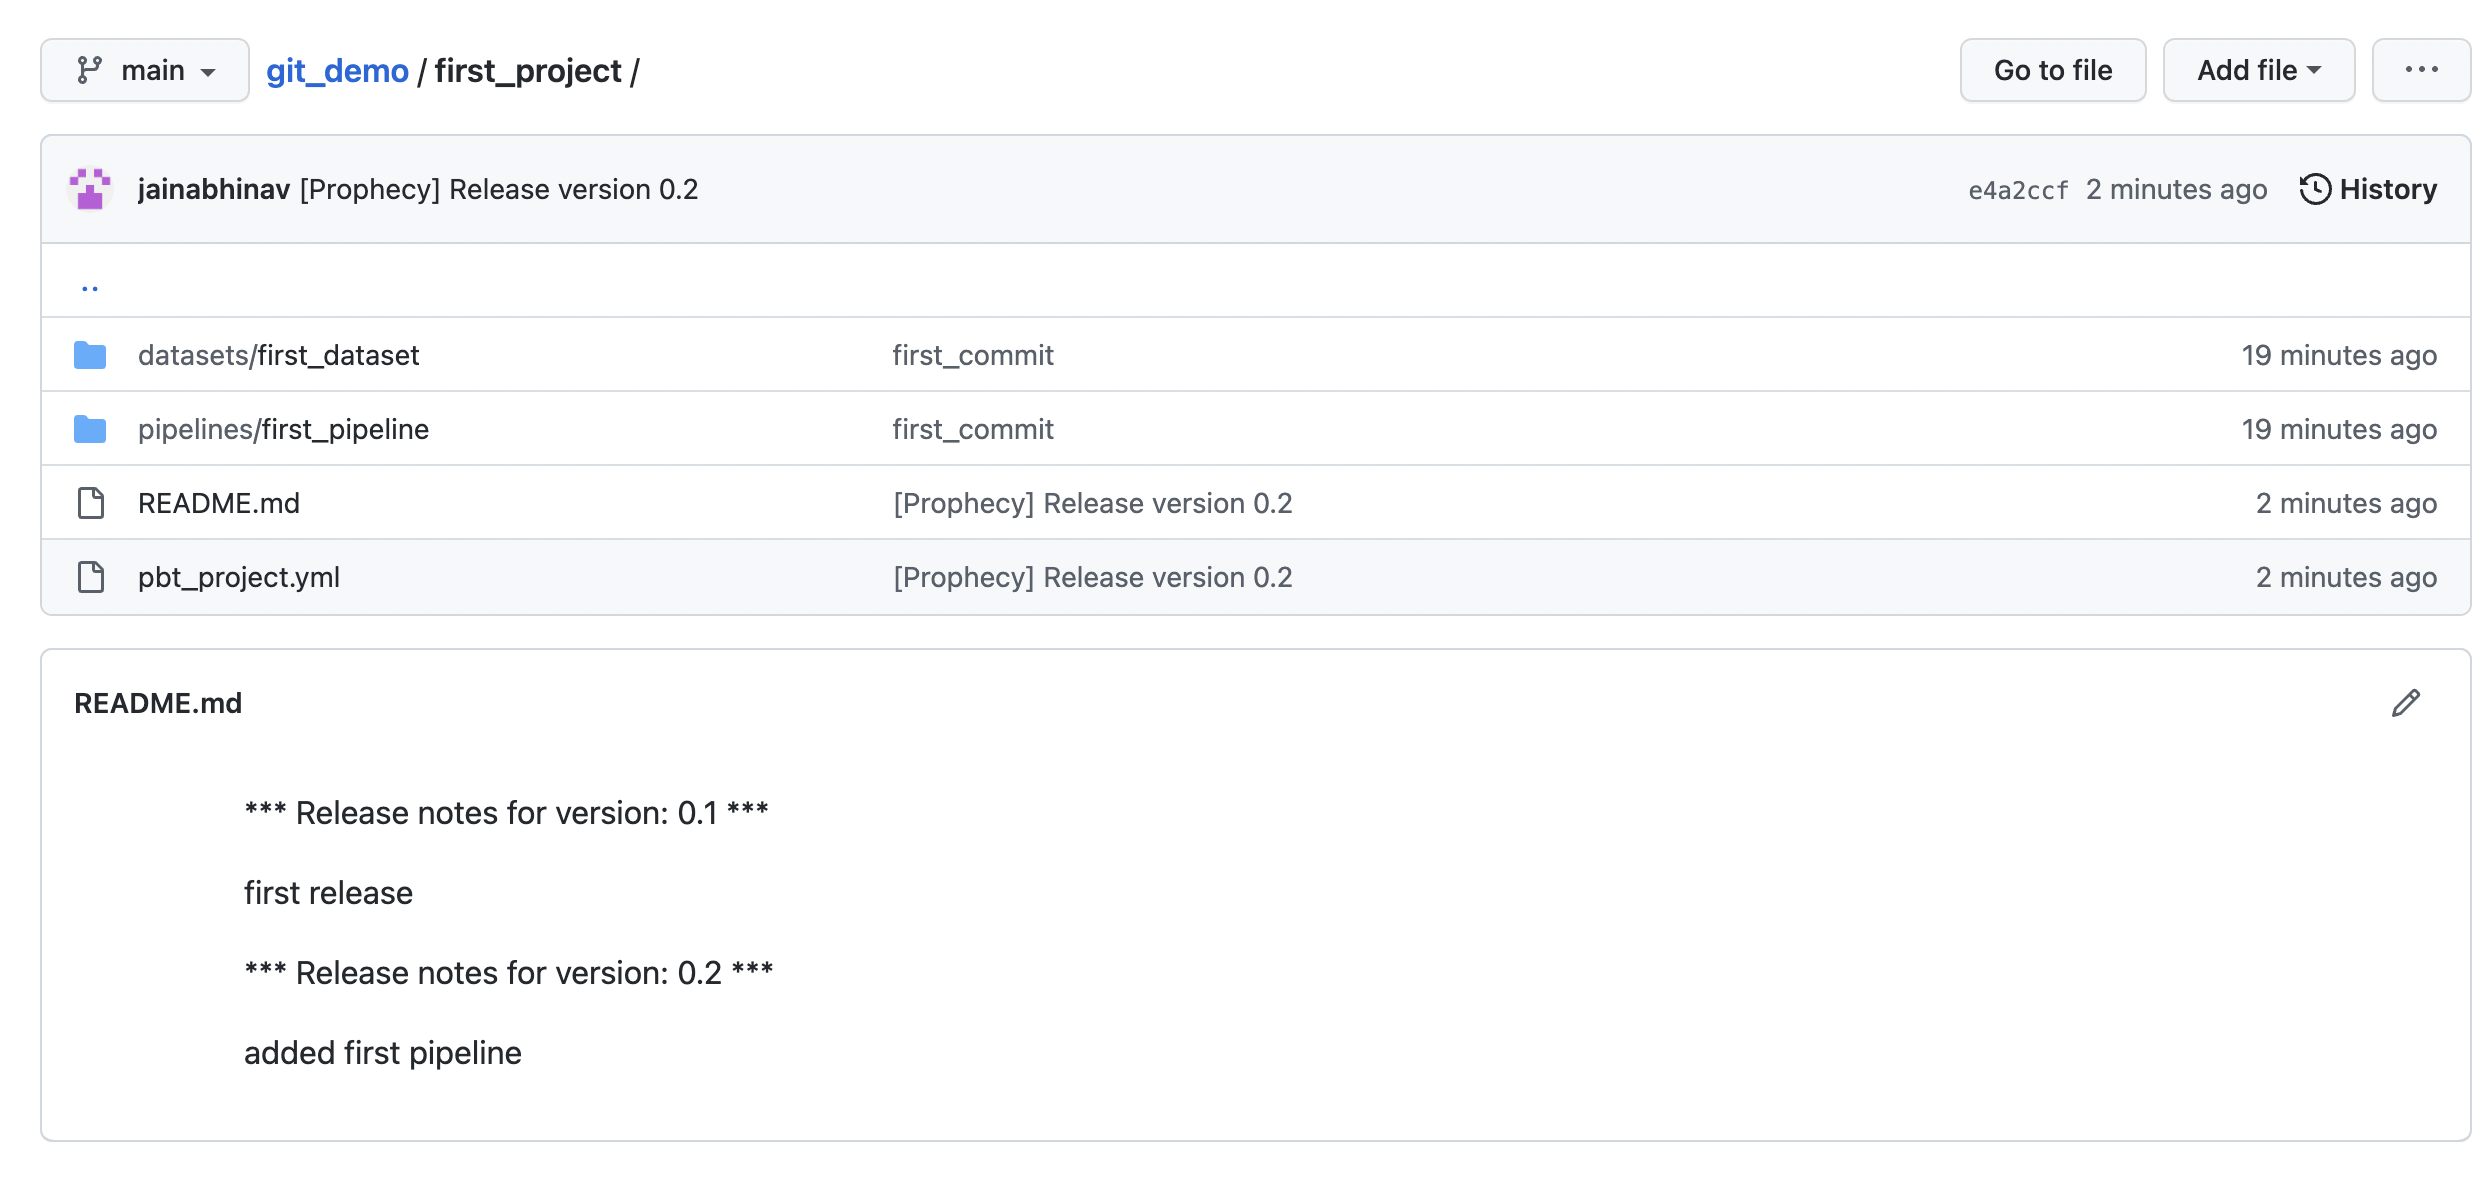 main git_demo / first_project / Go to file Add file ...
jainabhinav [Prophecy] Release version 0.2 e4a2ccf 2 minutes ago History
..
datasets/first_dataset first_commit 19 minutes ago
pipelines/first_pipeline first_commit 19 minutes ago
README.md [Prophecy] Release version 0.2 2 minutes ago
pbt_project.yml [Prophecy] Release version 0.2 2 minutes ago
README.md
*** Release notes for version: 0.1 ***
first release
*** Release notes for version: 0.2 ***
added first pipeline